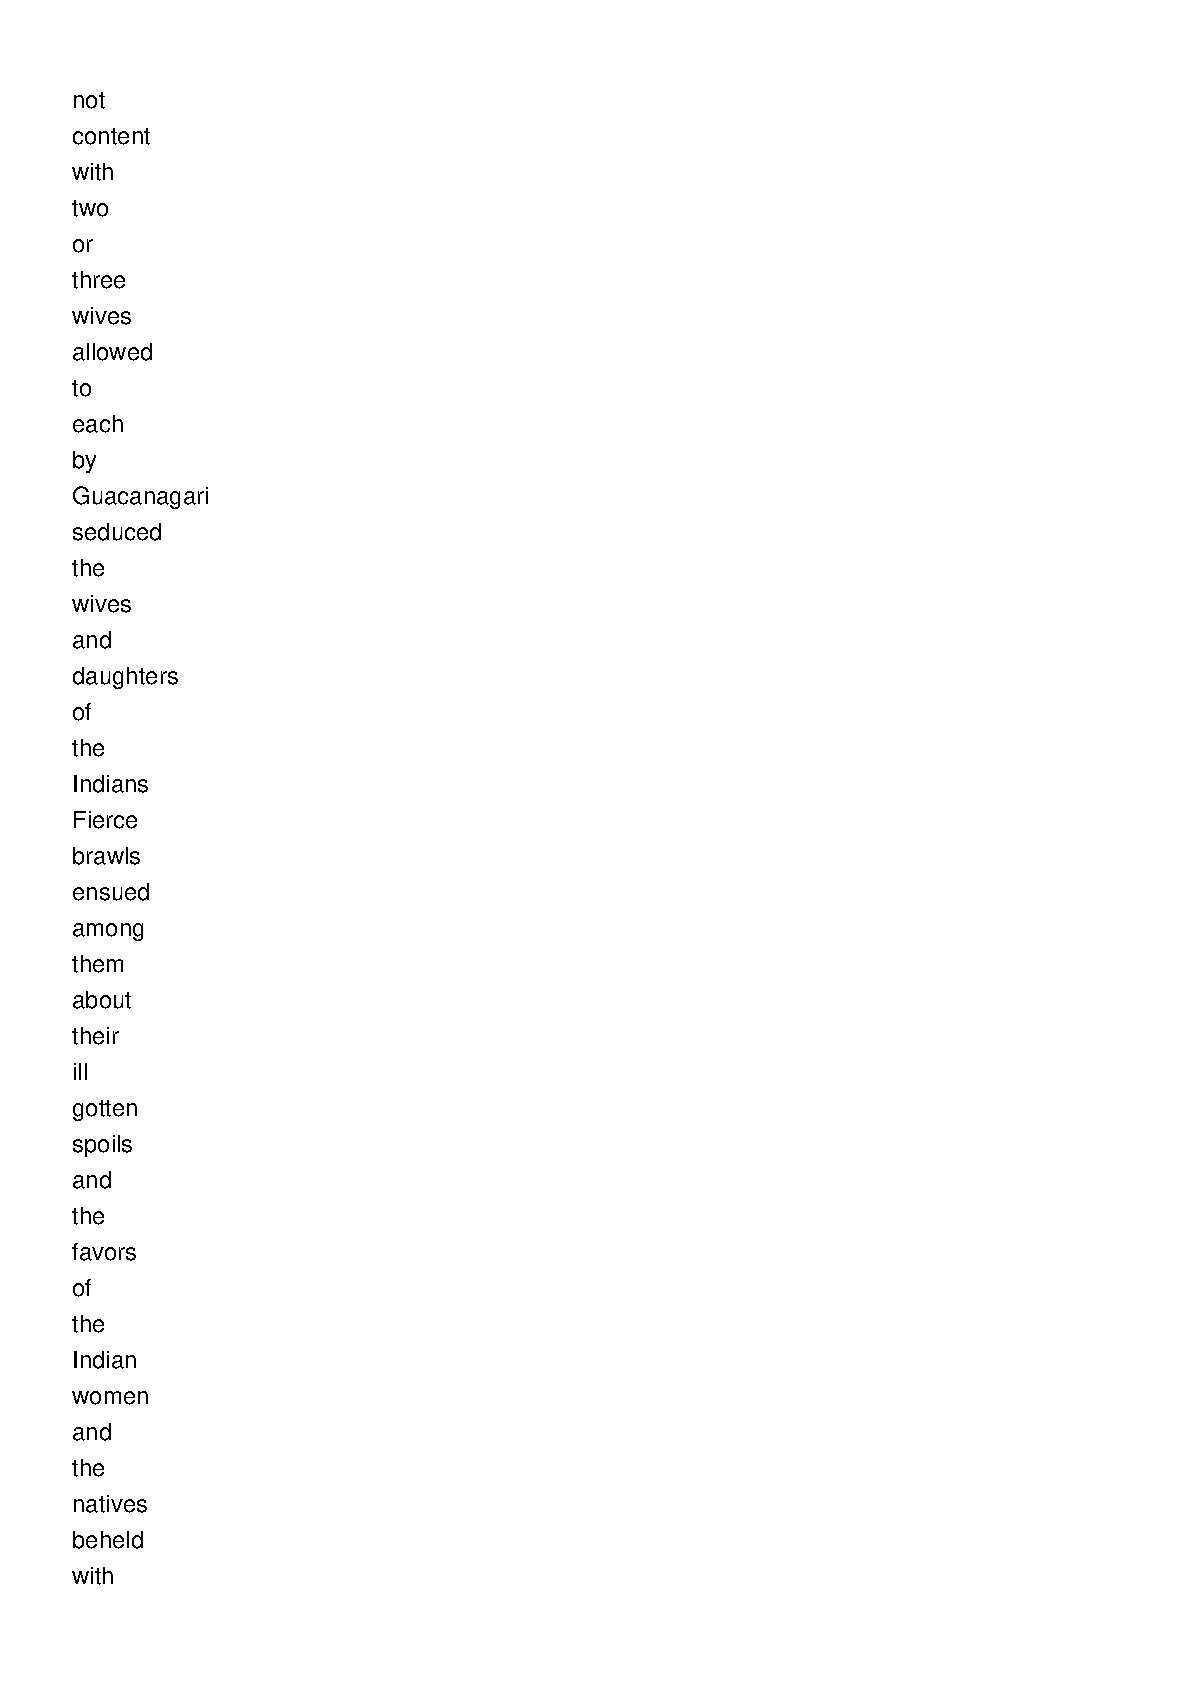 not
content
with
two
or
three
wives
allowed
to
each
by
Guacanagari
seduced
the
wives
and
daughters
of
the
Indians
Fierce
brawls
ensued
among
them
about
their
ill
gotten
spoils
and
the
favors
of
the
Indian
women
and
the
natives
beheld
with